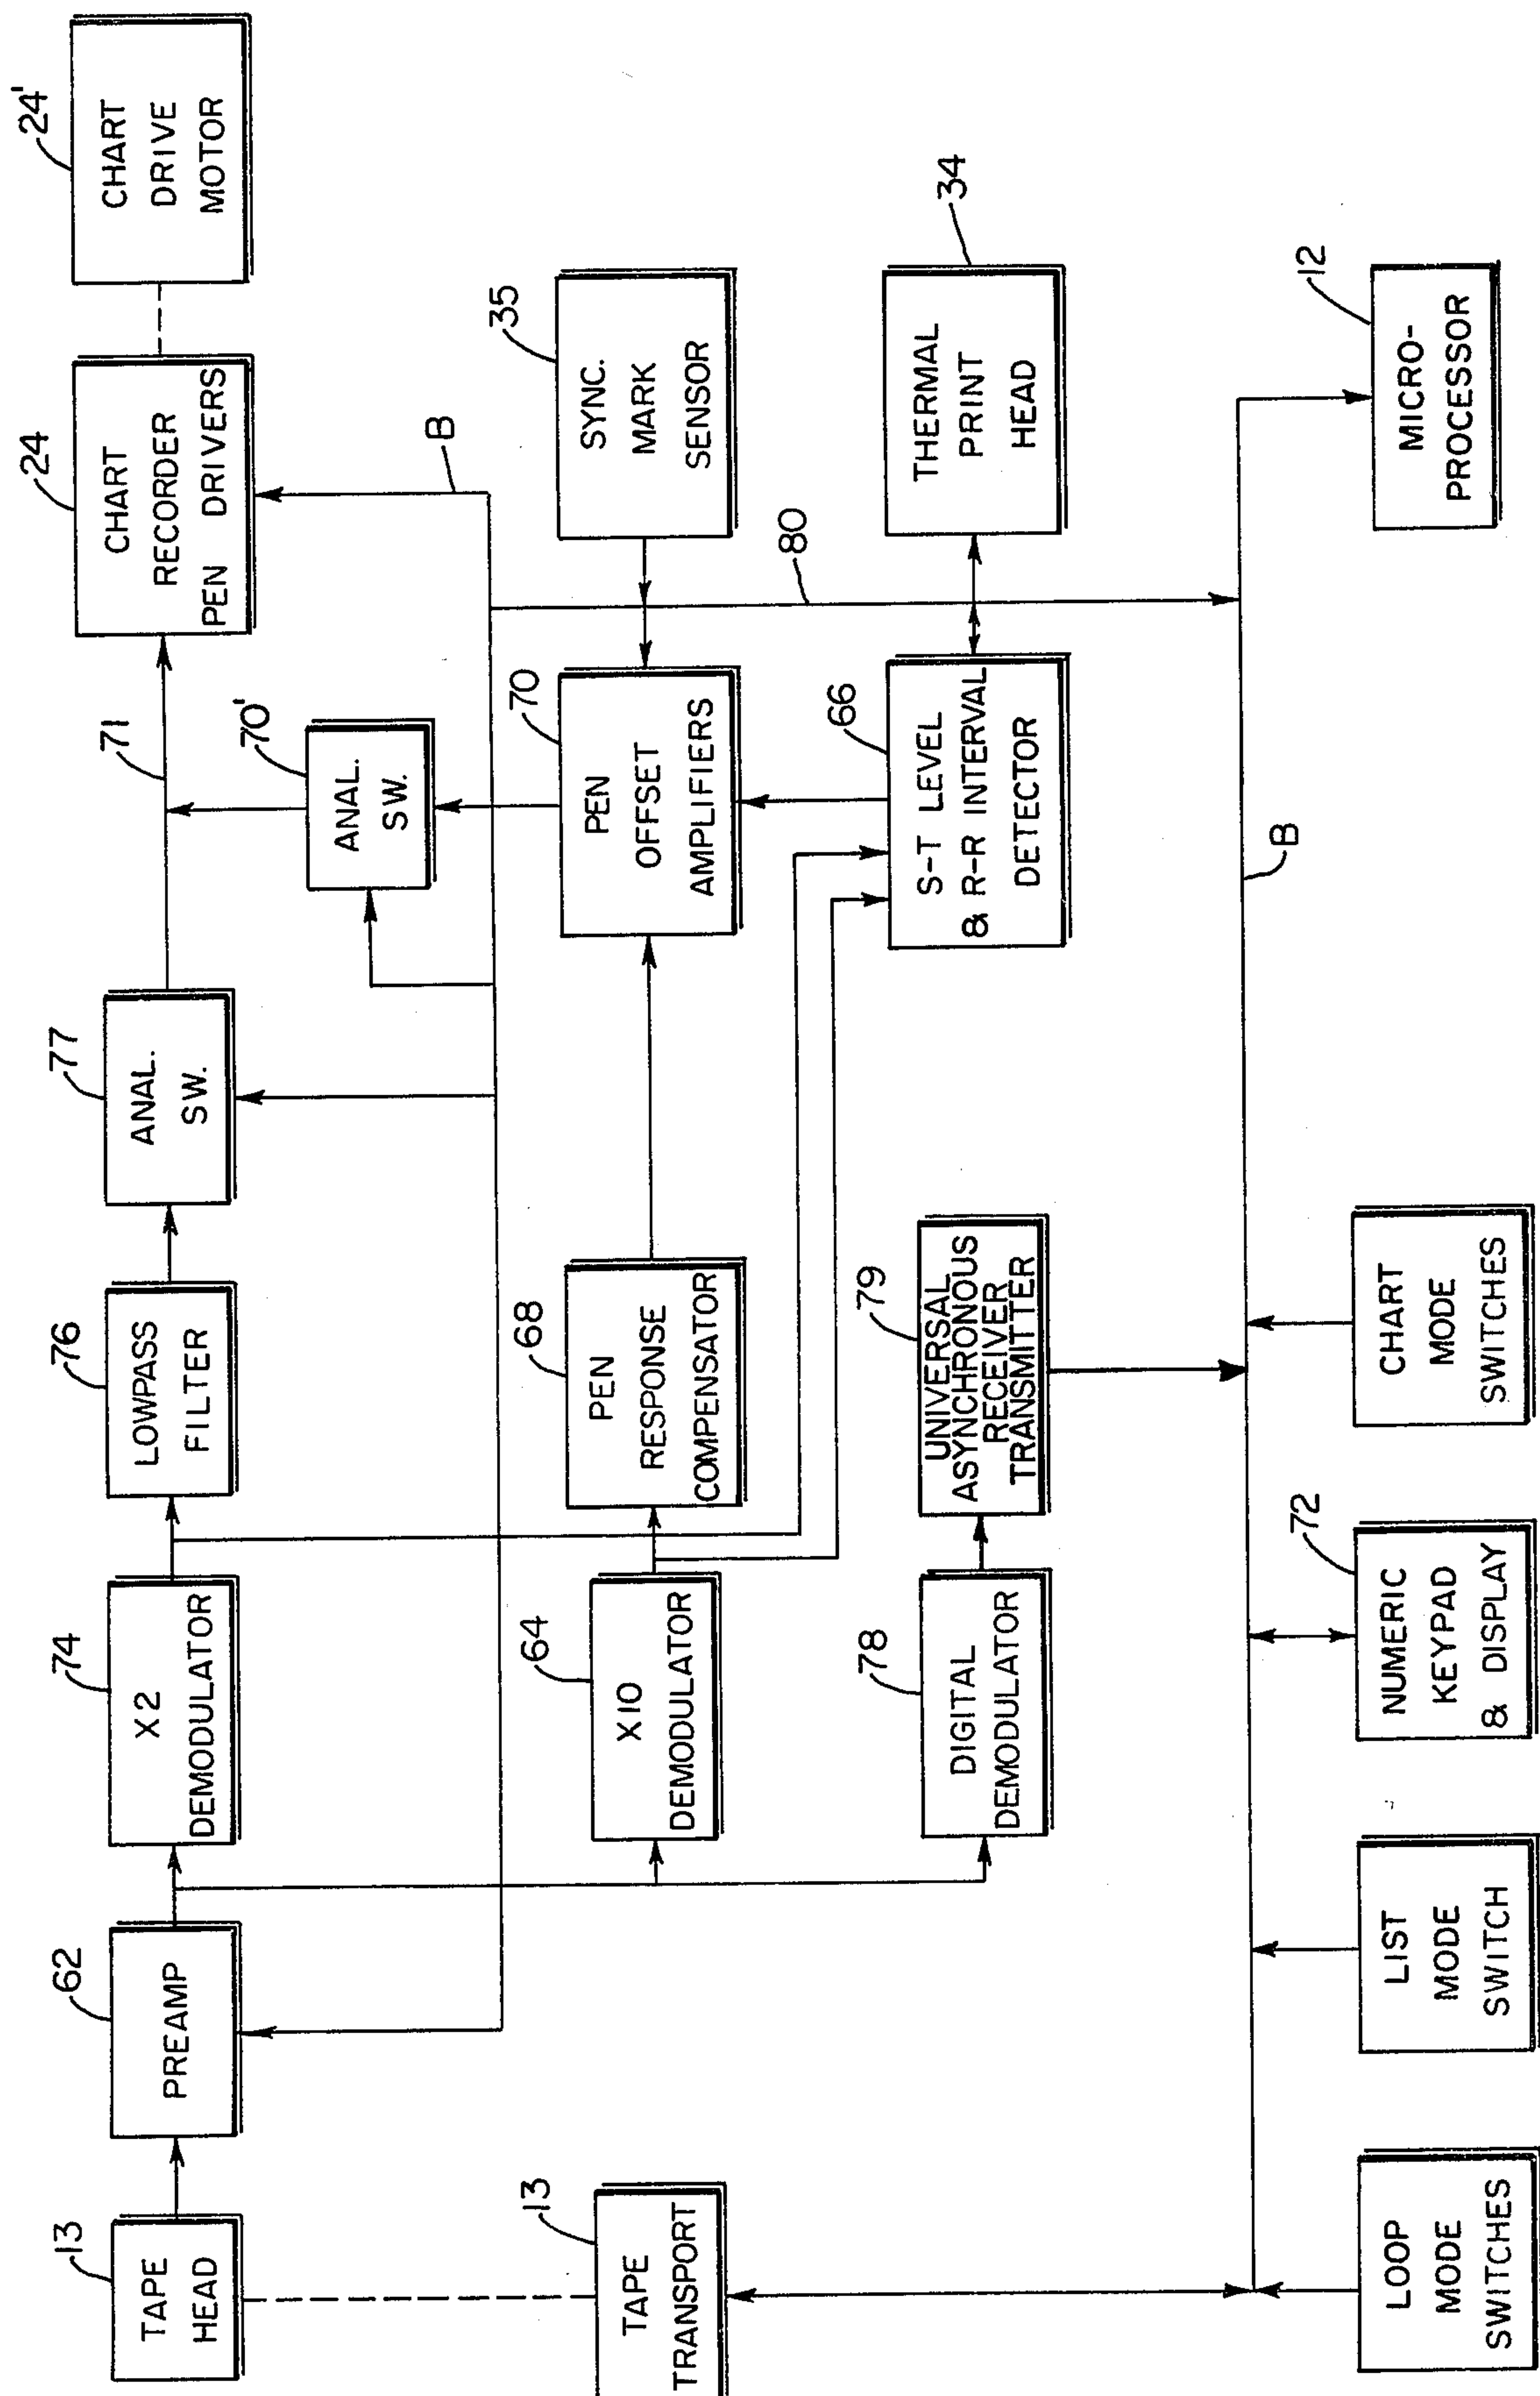 13
TAPE
HEAD
62
PREAMP
74
X2
DEMODULATOR
76
LOWPASS
FILTER
77
ANAL.
SW.
71
24
CHART
RECORDER
PEN DRIVERS
24'
CHART
DRIVE
MOTOR
70'
ANAL.
SW.
B
13
TAPE
TRANSPORT
64
X10
DEMODULATOR
68
PEN
RESPONSE
COMPENSATOR
70
PEN
OFFSET
AMPLIFIERS
35
SYNC.
MARK
SENSOR
80
78
DIGITAL
DEMODULATOR
79
UNIVERSAL
ASYNCHRONOUS
RECEIVER
TRANSMITTER
66
S-T LEVEL
& R-R INTERVAL
DETECTOR
34
THERMAL
PRINT
HEAD
B
LOOP
MODE
SWITCHES
LIST
MODE
SWITCH
72
NUMERIC
KEYPAD
& DISPLAY
CHART
MODE
SWITCHES
12
MICRO-
PROCESSOR